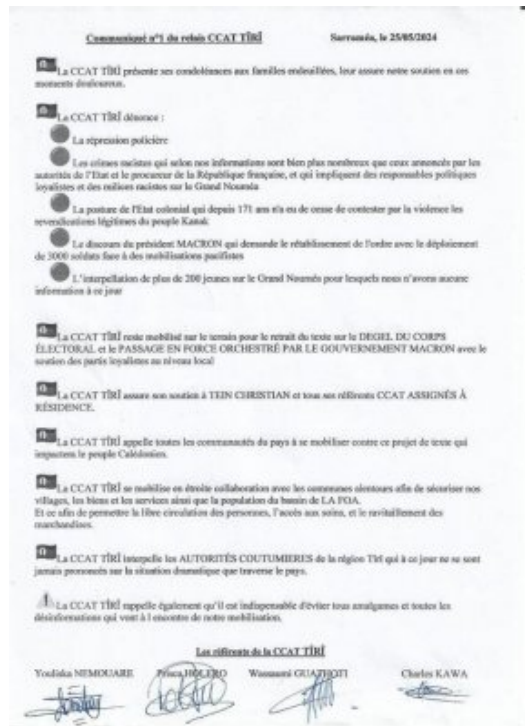 Communiqué n°1 du relais CCAT TÎRÎ Sarraméa, le 25/05/2024
La CCAT TÎRÎ présente ses condoléances aux familles endeuillées, leur assure notre soutien en ces
moments douloureux.
La CCAT TÎRÎ dénonce :
La répression policière
Les crimes racistes qui selon nos informations sont bien plus nombreux que ceux annoncés par les
autorités de l'Etat et le procureur de la République française, et qui impliquent des responsables politiques
loyalistes et des milices racistes sur le Grand Nouméa
La posture de l'Etat colonial qui depuis 171 ans n'a eu de cesse de contester par la violence les
revendications légitimes du peuple Kanak
Le discours du président MACRON qui demande le rétablissement de l'ordre avec le déploiement
de 3000 soldats face à des mobilisations pacifistes
L'interpellation de plus de 200 jeunes sur le Grand Nouméa pour lesquels nous n'avons aucune
information à ce jour
La CCAT TÎRÎ reste mobilisé sur le terrain pour le retrait du texte sur le DEGEL DU CORPS
ÉLECTORAL et le PASSAGE EN FORCE ORCHESTRÉ PAR LE GOUVERNEMENT MACRON avec le
soutien des partis loyalistes au niveau local
La CCAT TÎRÎ assure son soutien à TEIN CHRISTIAN et tous ses référents CCAT ASSIGNÉS À
RÉSIDENCE.
La CCAT TÎRÎ appelle toutes les communautés du pays à se mobiliser contre ce projet de texte qui
impactera le peuple Calédonien.
La CCAT TÎRÎ se mobilise en étroite collaboration avec les communes alentours afin de sécuriser nos
villages, les biens et les services ainsi que la population du bassin de LA FOA.
Et ce afin de permettre la libre circulation des personnes, l'accès aux soins, et le ravitaillement des
marchandises.
La CCAT TÎRÎ interpelle les AUTORITÉS COUTUMIERES de la région Tîrî qui à ce jour ne se sont
jamais prononcés sur la situation dramatique que traverse le pays.
La CCAT TÎRÎ rappelle également qu'il est indispensable d'éviter tous amalgames et toutes les
désinformations qui vont à l encontre de notre mobilisation.
Les référents de la CCAT TÎRÎ
NEMOUARE Charles KAWA